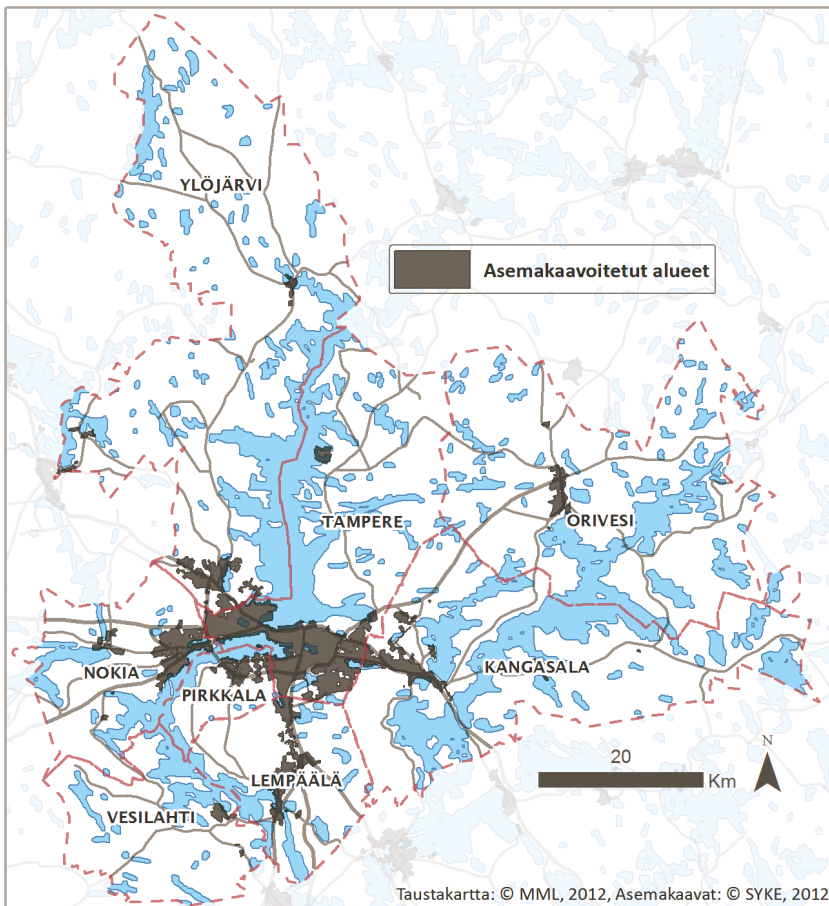 YLÖJÄRVI
Asemakaavoitetut alueet
TAMPERE
ORIVESI
NOKIA
KANGASALA
PIRKKALA
LEMPÄÄLÄ
VESILAHTI
20
Km
N
Taustakartta: © MML, 2012, Asemakaavat: © SYKE, 2012